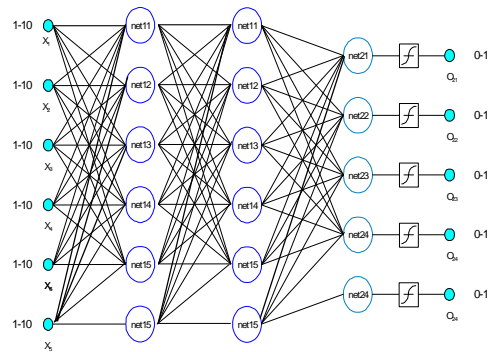 1-10 net11 net11
X₁
net21 0-1
O₂₁
1-10 net12 net12
X₂
net22 0-1
O₂₂
1-10 net13 net13
X₃
net23 0-1
O₂₃
1-10 net14 net14
X₄
net24 0-1
O₂₄
1-10 net15 net15
net24 0-1
O₂₄
1-10 net15 net15
X₅